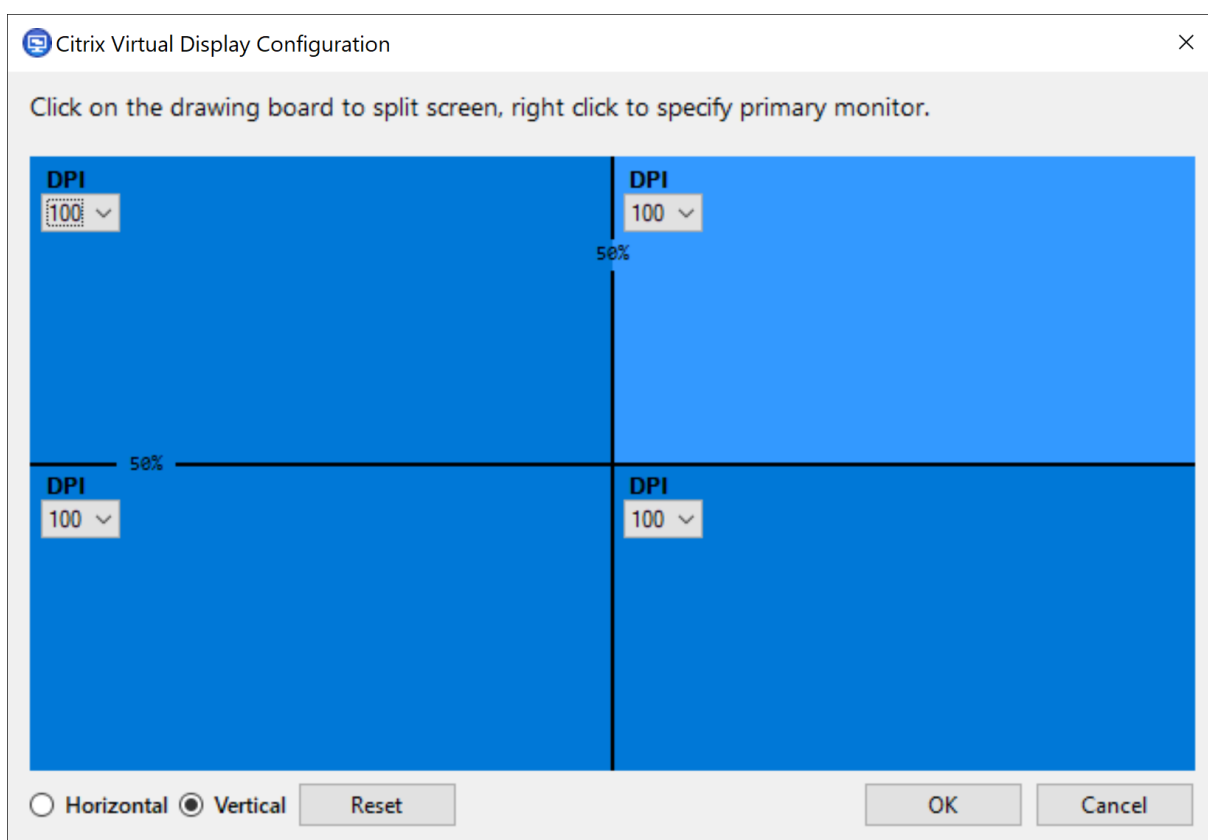 Citrix Virtual Display Configuration
Click on the drawing board to split screen, right click to specify primary monitor.
DPI
100
DPI
100
50%
50%
DPI
100
DPI
100
Horizontal Vertical Reset OK Cancel